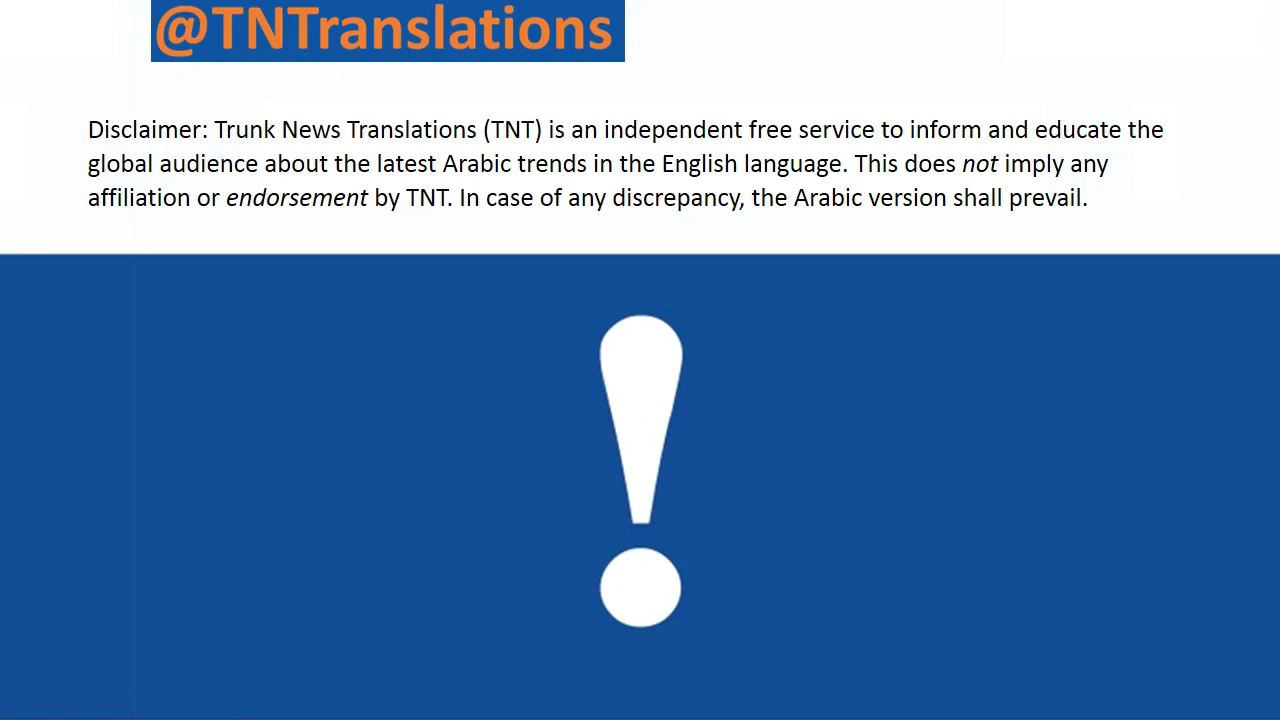 @TNTranslations
Disclaimer: Trunk News Translations (TNT) is an independent free service to inform and educate the
global audience about the latest Arabic trends in the English language. This does not imply any
affiliation or endorsement by TNT. In case of any discrepancy, the Arabic version shall prevail.
!